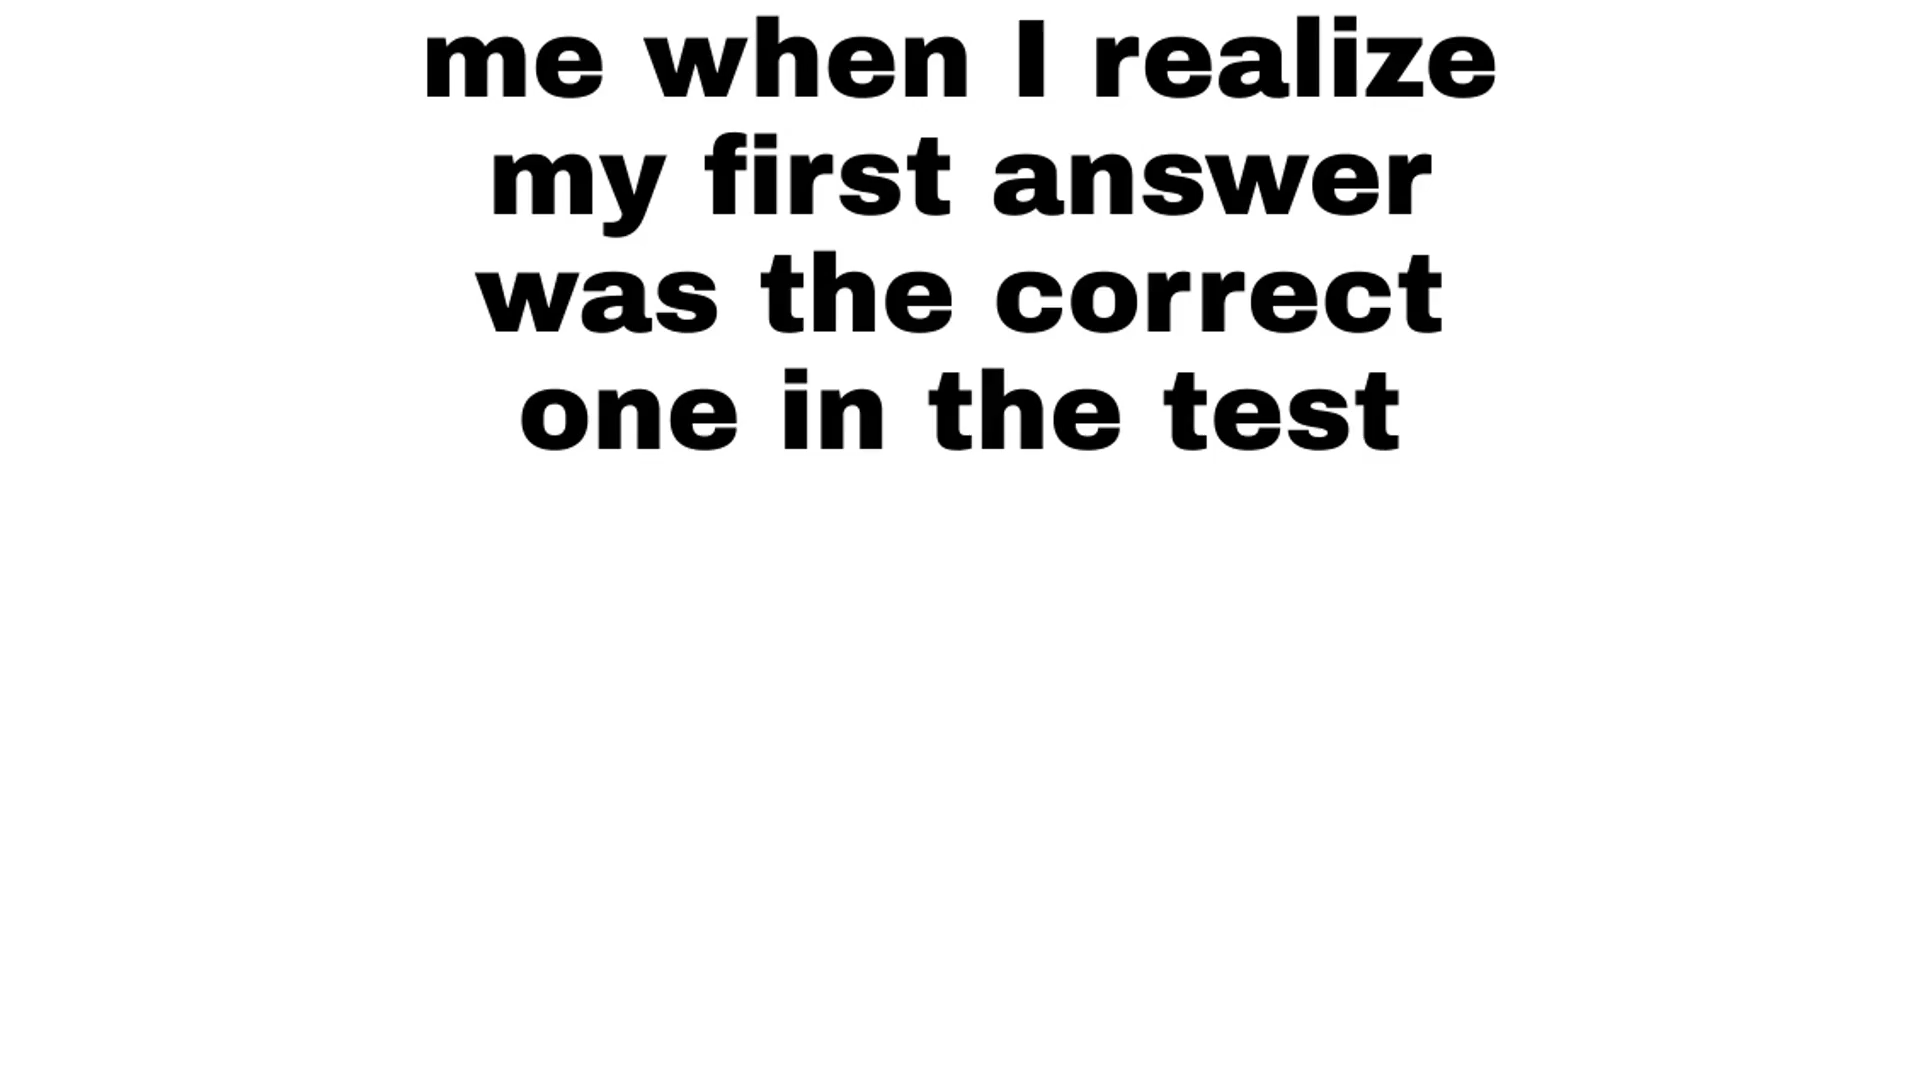 me when I realize
my first answer
was the correct
one in the test